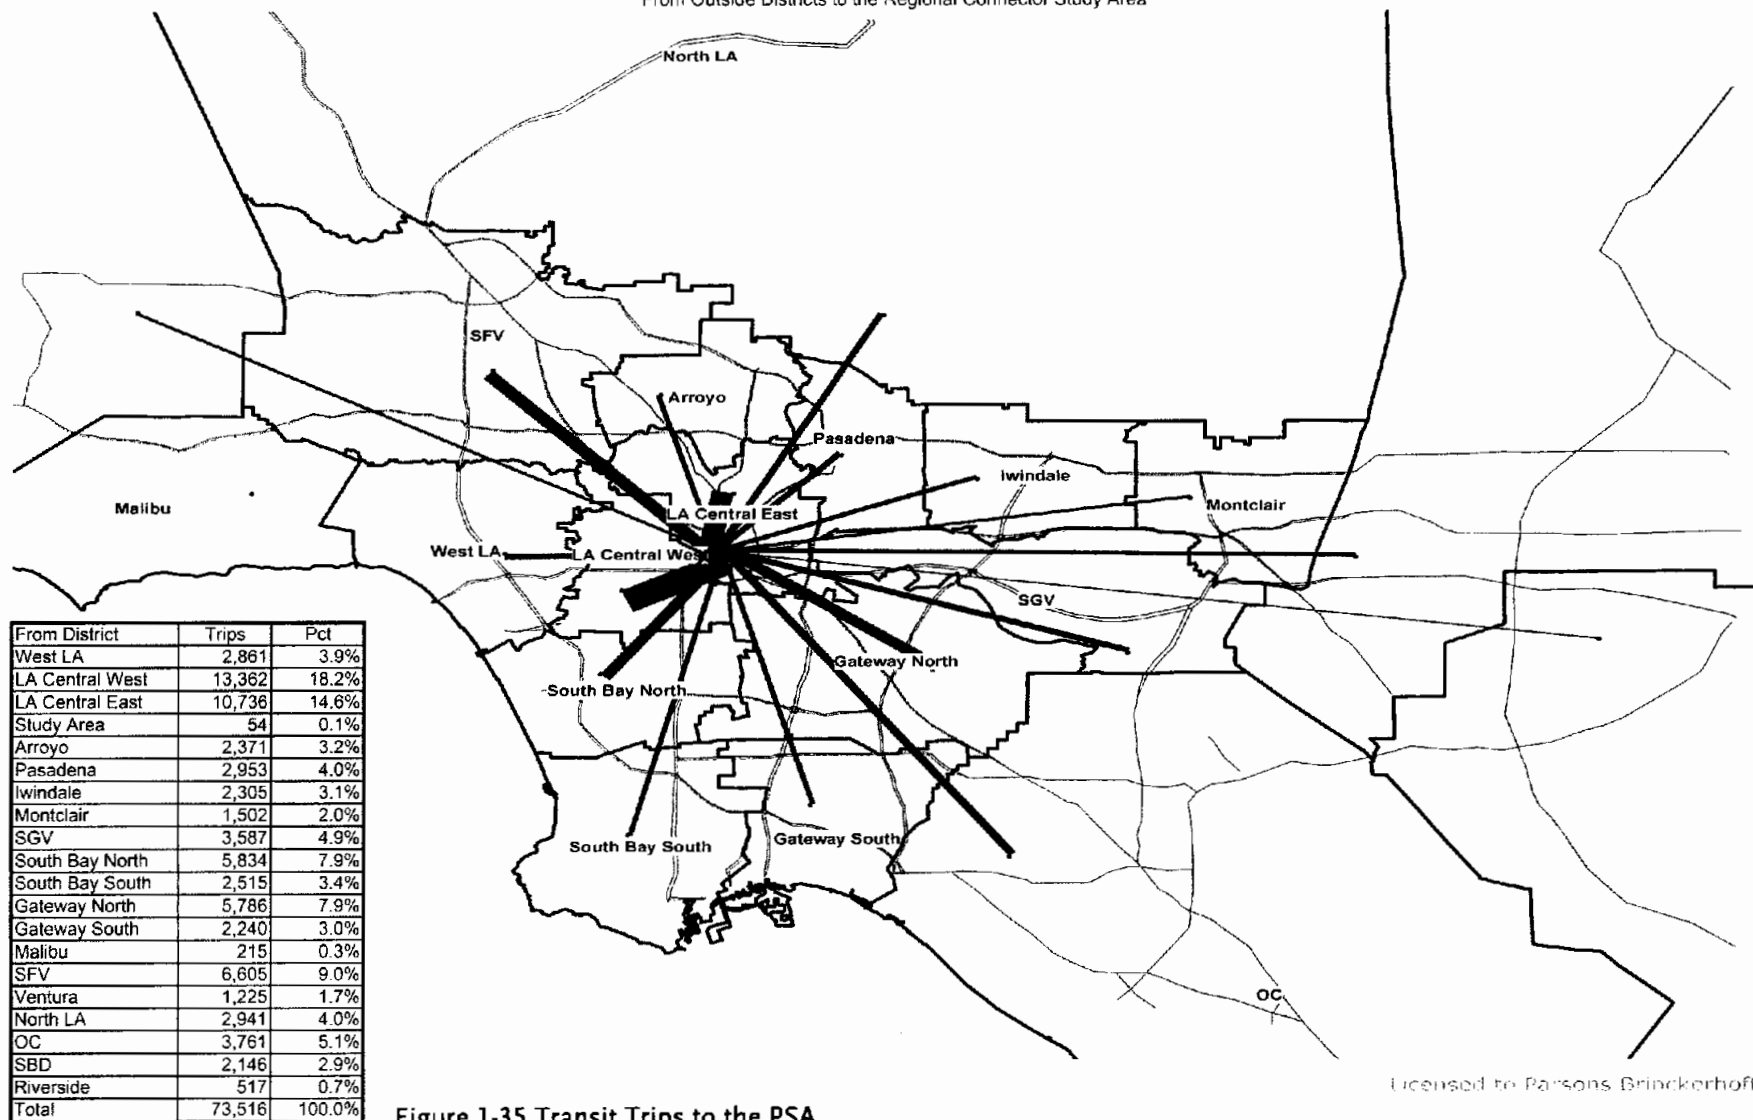 From Outside Districts to the Regional Connector Study Area
North LA
SFV
Arroyo
Pasadena
Iwindale
Montclair
Malibu
LA Central East
West LA
LA Central West
SGV
Gateway North
South Bay North
South Bay South
Gateway South
OC
From District Trips Pct
West LA 2,861 3.9%
LA Central West 13,362 18.2%
LA Central East 10,736 14.6%
Study Area 54 0.1%
Arroyo 2,371 3.2%
Pasadena 2,953 4.0%
Iwindale 2,305 3.1%
Montclair 1,502 2.0%
SGV 3,587 4.9%
South Bay North 5,834 7.9%
South Bay South 2,515 3.4%
Gateway North 5,786 7.9%
Gateway South 2,240 3.0%
Malibu 215 0.3%
SFV 6,605 9.0%
Ventura 1,225 1.7%
North LA 2,941 4.0%
OC 3,761 5.1%
SBD 2,146 2.9%
Riverside 517 0.7%
Total 73,516 100.0%
Licensed to Parsons Brinckerhoff
Figure 1-35 Transit Trips to the PSA